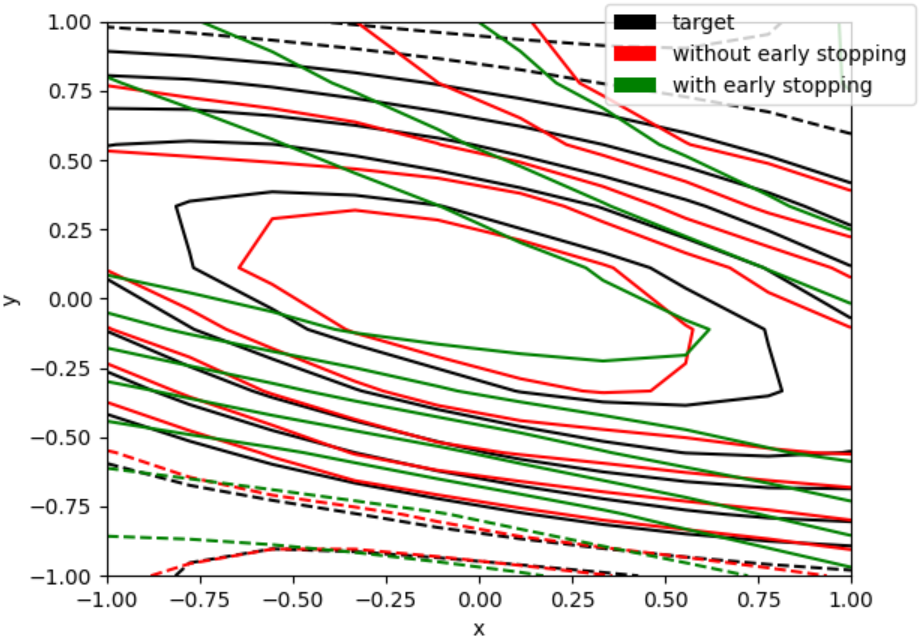 target
without early stopping
with early stopping
1.00
0.75
0.50
0.25
0.00
−0.25
−0.50
−0.75
−1.00
y
−1.00 −0.75 −0.50 −0.25 0.00 0.25 0.50 0.75 1.00
x